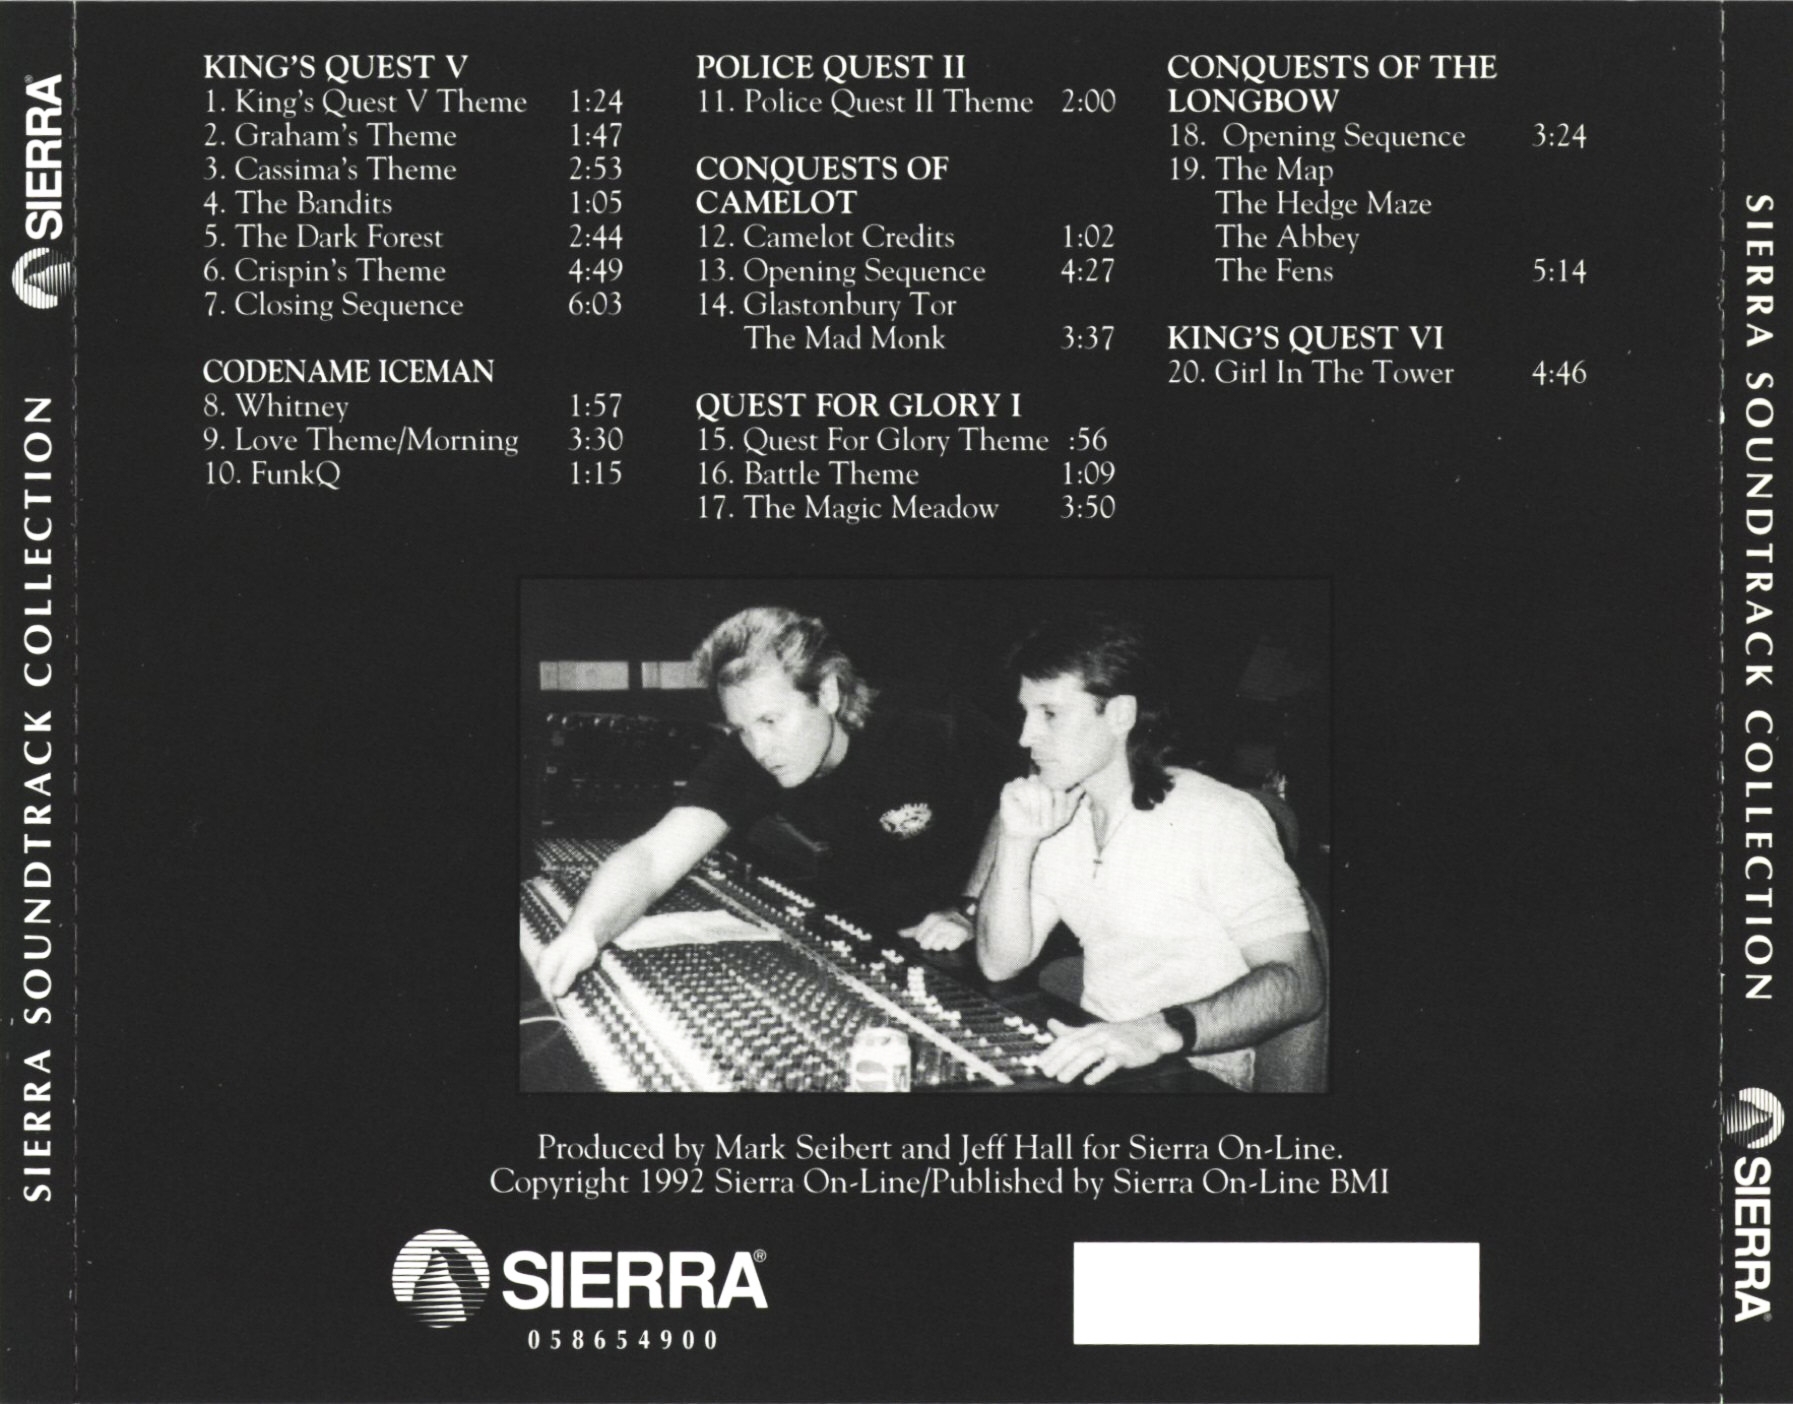 SIERRA®
SIERRA SOUNDTRACK COLLECTION
KING'S QUEST V
1. King's Quest V Theme 1:24
2. Graham's Theme 1:47
3. Cassima's Theme 2:53
4. The Bandits 1:05
5. The Dark Forest 2:44
6. Crispin's Theme 4:49
7. Closing Sequence 6:03
CODENAME ICEMAN
8. Whitney 1:57
9. Love Theme/Morning 3:30
10. FunkQ 1:15
POLICE QUEST II
11. Police Quest II Theme 2:00
CONQUESTS OF
CAMELOT
12. Camelot Credits 1:02
13. Opening Sequence 4:27
14. Glastonbury Tor
The Mad Monk 3:37
QUEST FOR GLORY I
15. Quest For Glory Theme :56
16. Battle Theme 1:09
17. The Magic Meadow 3:50
CONQUESTS OF THE
LONGBOW
18. Opening Sequence 3:24
19. The Map
The Hedge Maze
The Abbey
The Fens 5:14
KING'S QUEST VI
20. Girl In The Tower 4:46
Produced by Mark Seibert and Jeff Hall for Sierra On-Line.
Copyright 1992 Sierra On-Line/Published by Sierra On-Line BMI
SIERRA®
058654900
SIERRA SOUNDTRACK COLLECTION
SIERRA®